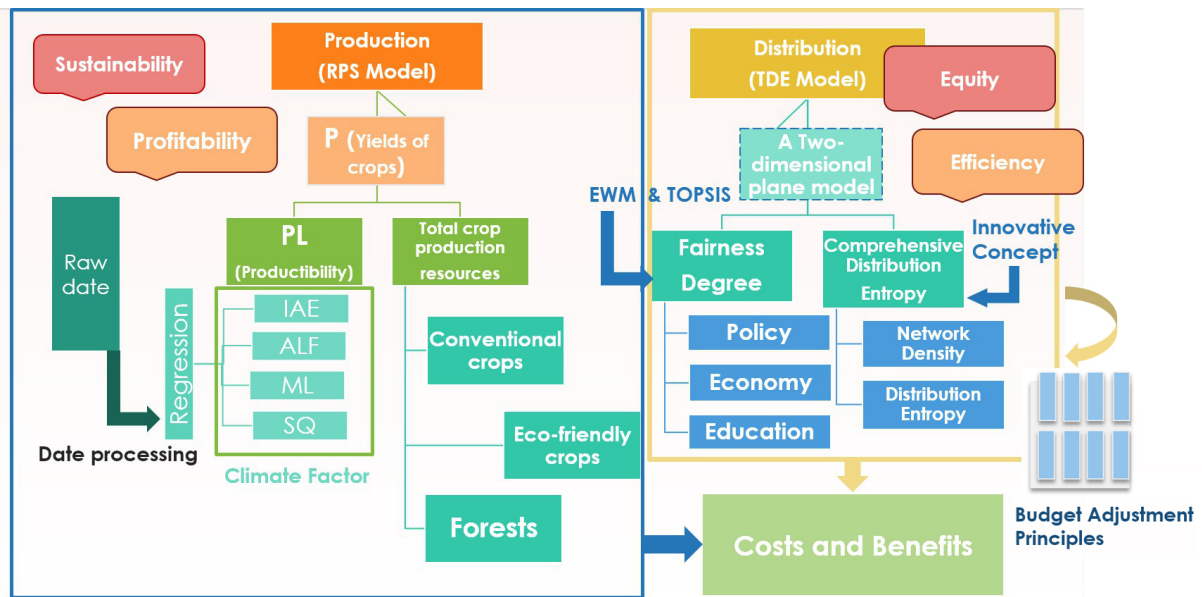 Sustainability
Profitability
Production
(RPS Model)
P (Yields of
crops)
PL
(Productibility)
Total crop
production
resources
Raw
date
Regression
IAE
ALF
ML
SQ
Date processing
Climate Factor
Conventional
crops
Eco-friendly
crops
Forests
Distribution
(TDE Model)
Equity
Efficiency
A Two-
dimensional
plane model
EWM & TOPSIS
Innovative
Concept
Fairness
Degree
Comprehensive
Distribution
Entropy
Policy
Economy
Education
Network
Density
Distribution
Entropy
Costs and Benefits
Budget Adjustment
Principles